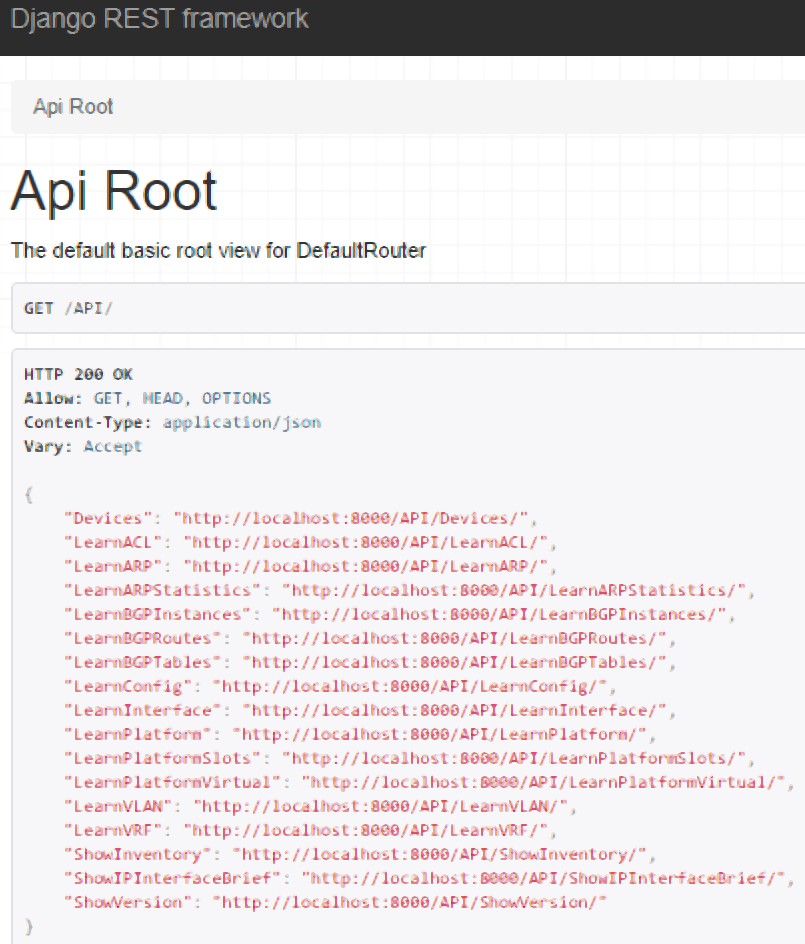 Django REST framework
Api Root
Api Root
The default basic root view for DefaultRouter
GET /API/
HTTP 200 OK
Allow: GET, HEAD, OPTIONS
Content-Type: application/json
Vary: Accept
{
"Devices": "http://localhost:8000/API/Devices/",
"LearnACL": "http://localhost:8000/API/LearnACL/",
"LearnARP": "http://localhost:8000/API/LearnARP/",
"LearnARPStatistics": "http://localhost:8000/API/LearnARPStatistics/",
"LearnBGPInstances": "http://localhost:8000/API/LearnBGPInstances/",
"LearnBGPRoutes": "http://localhost:8000/API/LearnBGPRoutes/",
"LearnBGPTables": "http://localhost:8000/API/LearnBGPTables/",
"LearnConfig": "http://localhost:8000/API/LearnConfig/",
"LearnInterface": "http://localhost:8000/API/LearnInterface/",
"LearnPlatform": "http://localhost:8000/API/LearnPlatform/",
"LearnPlatformSlots": "http://localhost:8000/API/LearnPlatformSlots/",
"LearnPlatformVirtual": "http://localhost:8000/API/LearnPlatformVirtual/",
"LearnVLAN": "http://localhost:8000/API/LearnVLAN/",
"LearnVRF": "http://localhost:8000/API/LearnVRF/",
"ShowInventory": "http://localhost:8000/API/ShowInventory/",
"ShowIPInterfaceBrief": "http://localhost:8000/API/ShowIPInterfaceBrief/",
"ShowVersion": "http://localhost:8000/API/ShowVersion/"
}